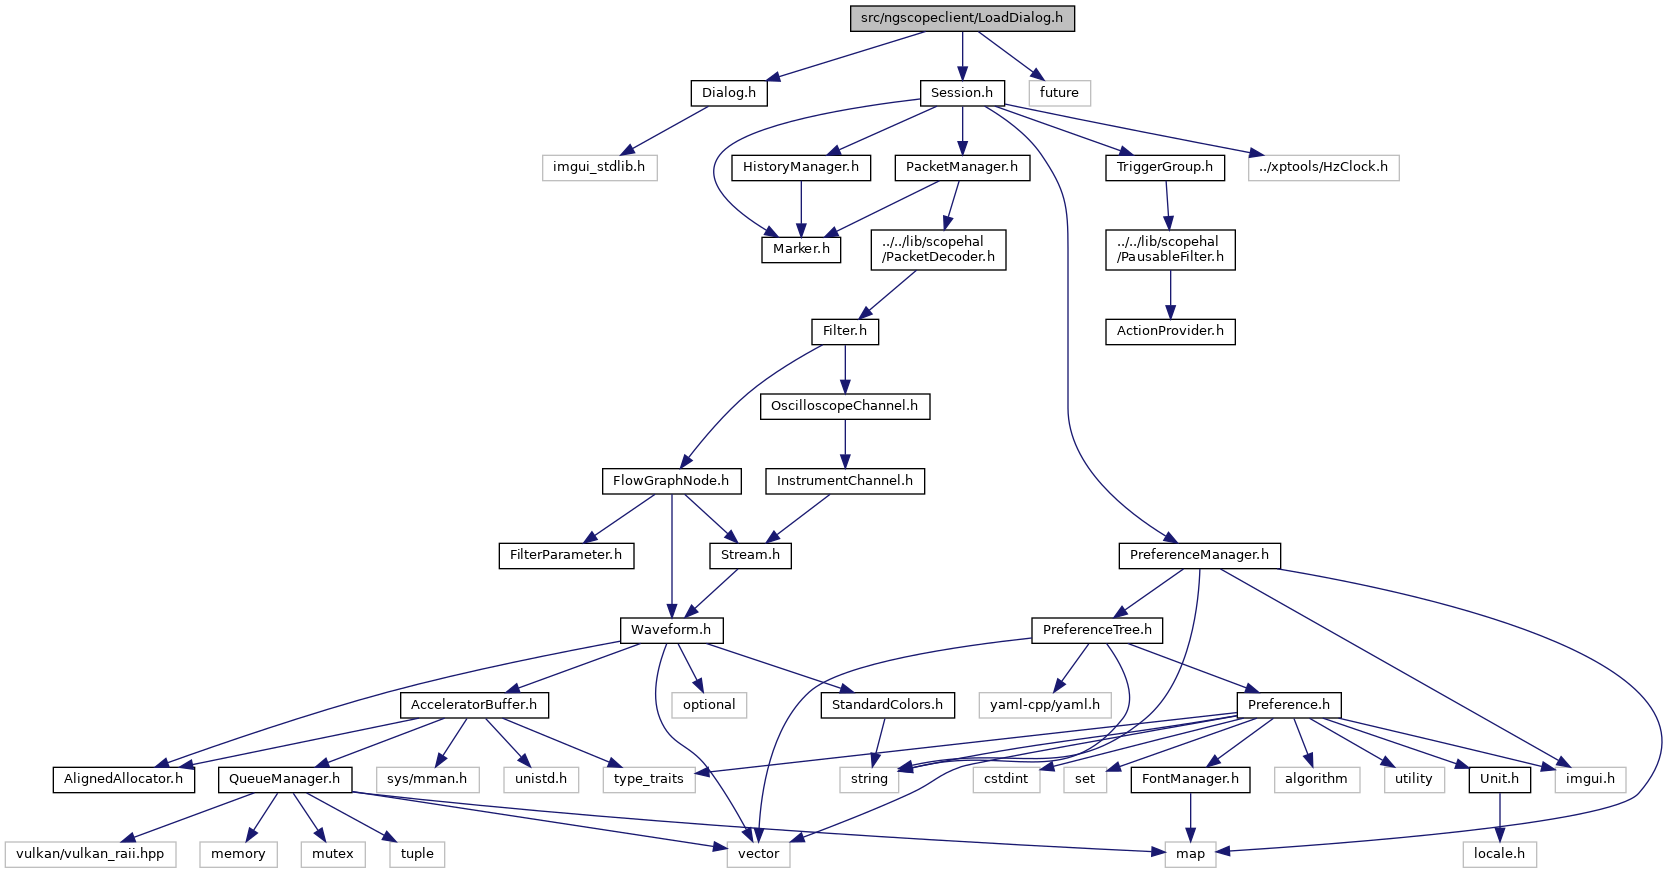 src/ngscopeclient/LoadDialog.h
Dialog.h
Session.h
future
imgui_stdlib.h
HistoryManager.h
PacketManager.h
TriggerGroup.h
../xptools/HzClock.h
Marker.h
../../lib/scopehal
/PacketDecoder.h
../../lib/scopehal
/PausableFilter.h
Filter.h
ActionProvider.h
OscilloscopeChannel.h
FlowGraphNode.h
InstrumentChannel.h
FilterParameter.h
Stream.h
PreferenceManager.h
Waveform.h
PreferenceTree.h
AcceleratorBuffer.h
optional
StandardColors.h
yaml-cpp/yaml.h
Preference.h
AlignedAllocator.h
QueueManager.h
sys/mman.h
unistd.h
type_traits
string
cstdint
set
FontManager.h
algorithm
utility
Unit.h
imgui.h
vulkan/vulkan_raii.hpp
memory
mutex
tuple
vector
map
locale.h